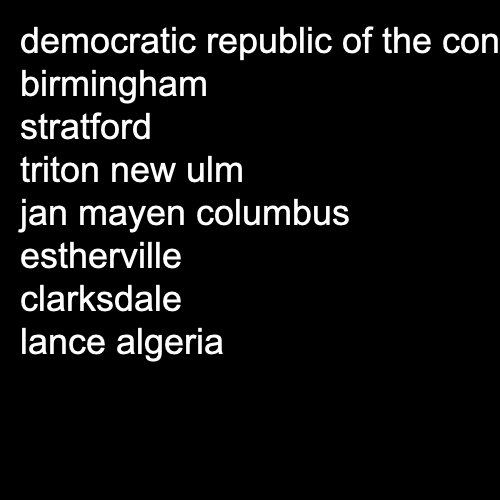 democratic republic of the con
birmingham
stratford
triton new ulm
jan mayen columbus
estherville
clarksdale
lance algeria